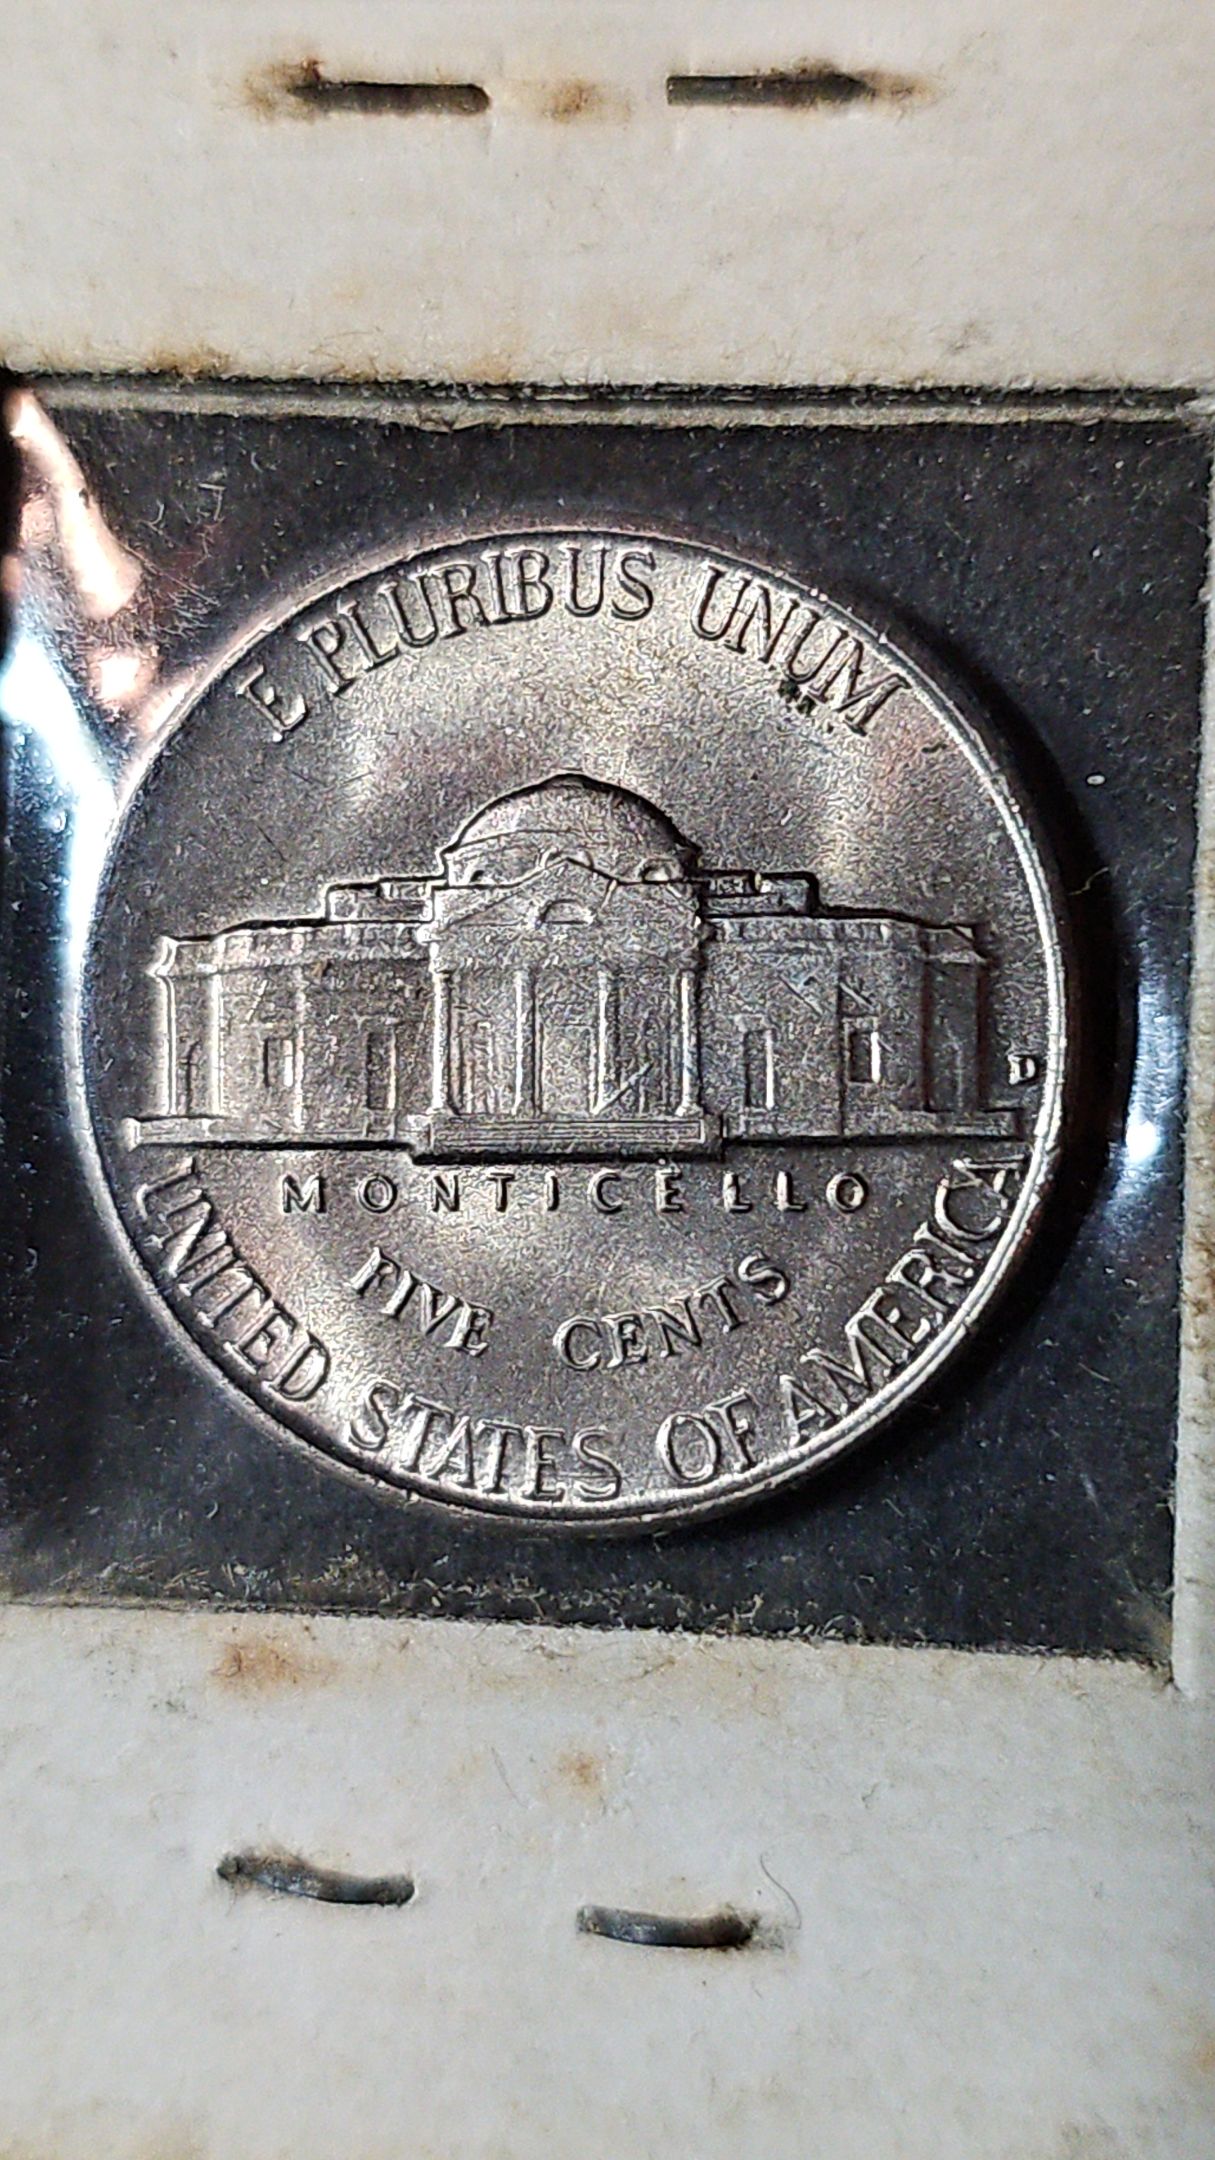 E PLURIBUS UNUM
D
MONTICELLO
FIVE CENTS
UNITED STATES OF AMERICA